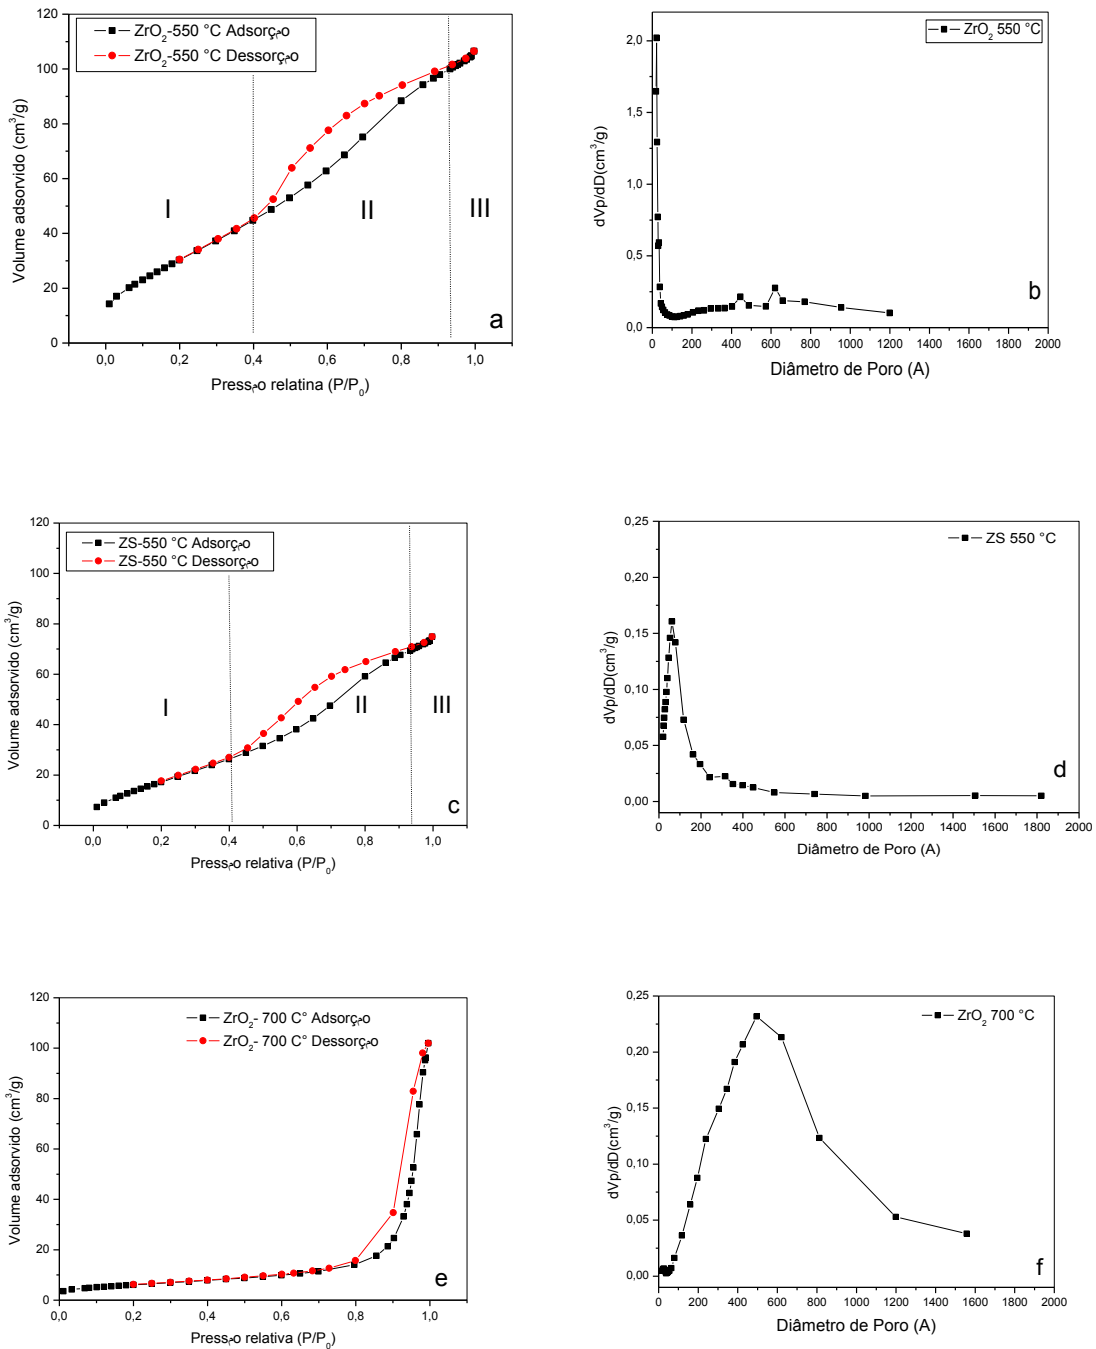 ZrO₂-550 °C Adsorção
ZrO₂-550 °C Dessorção
Volume adsorvido (cm³/g)
120
100
80
60
40
20
0
I
II
III
a
0,0 0,2 0,4 0,6 0,8 1,0
Pressão relatina (P/P₀)
ZrO₂ 550 °C
dVp/dD(cm³/g)
2,0
1,5
1,0
0,5
0,0
b
0 200 400 600 800 1000 1200 1400 1600 1800 2000
Diâmetro de Poro (A)
ZS-550 °C Adsorção
ZS-550 °C Dessorção
Volume adsorvido (cm³/g)
120
100
80
60
40
20
0
I
II
III
c
0,0 0,2 0,4 0,6 0,8 1,0
Pressão relativa (P/P₀)
ZS 550 °C
dVp/dD(cm³/g)
0,25
0,20
0,15
0,10
0,05
0,00
d
0 200 400 600 800 1000 1200 1400 1600 1800 2000
Diâmetro de Poro (A)
ZrO₂- 700 C° Adsorção
ZrO₂- 700 C° Dessorção
Volume adsorvido (cm³/g)
120
100
80
60
40
20
0
e
0,0 0,2 0,4 0,6 0,8 1,0
Pressão relativa (P/P₀)
ZrO₂ 700 °C
dVp/dD(cm³/g)
0,25
0,20
0,15
0,10
0,05
0,00
f
0 200 400 600 800 1000 1200 1400 1600 1800 2000
Diâmetro de Poro (A)